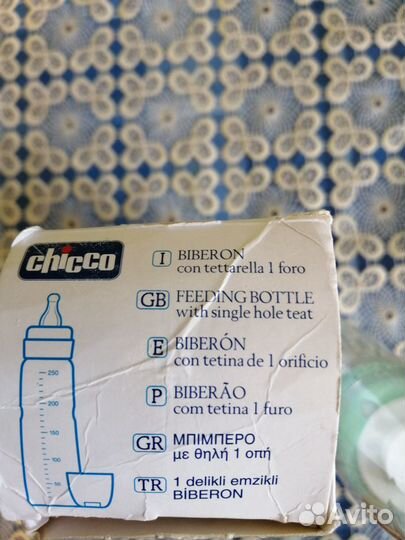 chicco
I BIBERON
con tettarella 1 foro
GB FEEDING BOTTLE
with single hole teat
E BIBERÓN
con tetina de 1 orificio
P BIBERÃO
com tetina 1 furo
GR ΜΠΙΜΠΕΡΟ
με θηλή 1 οπή
TR 1 delikli emzikli
BİBERON
250
200
150
100
50
Avito